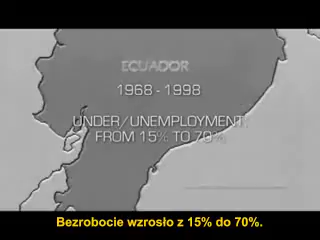 ECUADOR
1968 - 1998
UNDER/UNEMPLOYMENT:
FROM 15% TO 70%
Bezrobocie wzrosło z 15% do 70%.